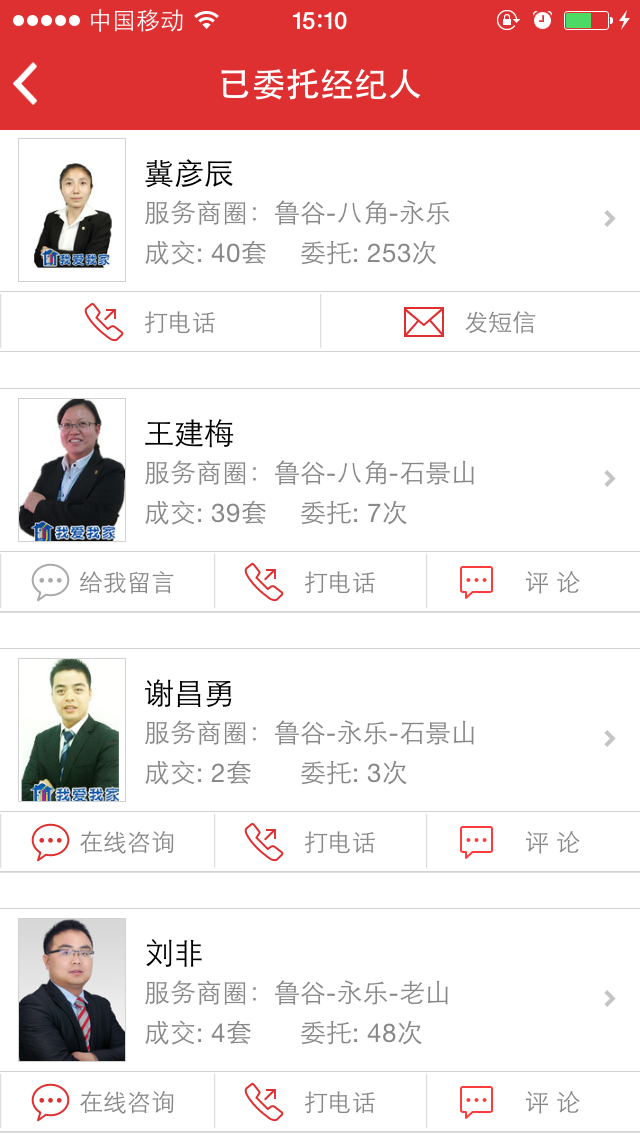 中国移动 15:10
已委托经纪人
冀彦辰
服务商圈：鲁谷-八角-永乐
成交: 40套 委托: 253次
我爱我家
打电话 发短信
王建梅
服务商圈：鲁谷-八角-石景山
成交: 39套 委托: 7次
我爱我家
给我留言 打电话 评 论
谢昌勇
服务商圈：鲁谷-永乐-石景山
成交: 2套 委托: 3次
我爱我家
在线咨询 打电话 评 论
刘非
服务商圈：鲁谷-永乐-老山
成交: 4套 委托: 48次
在线咨询 打电话 评 论